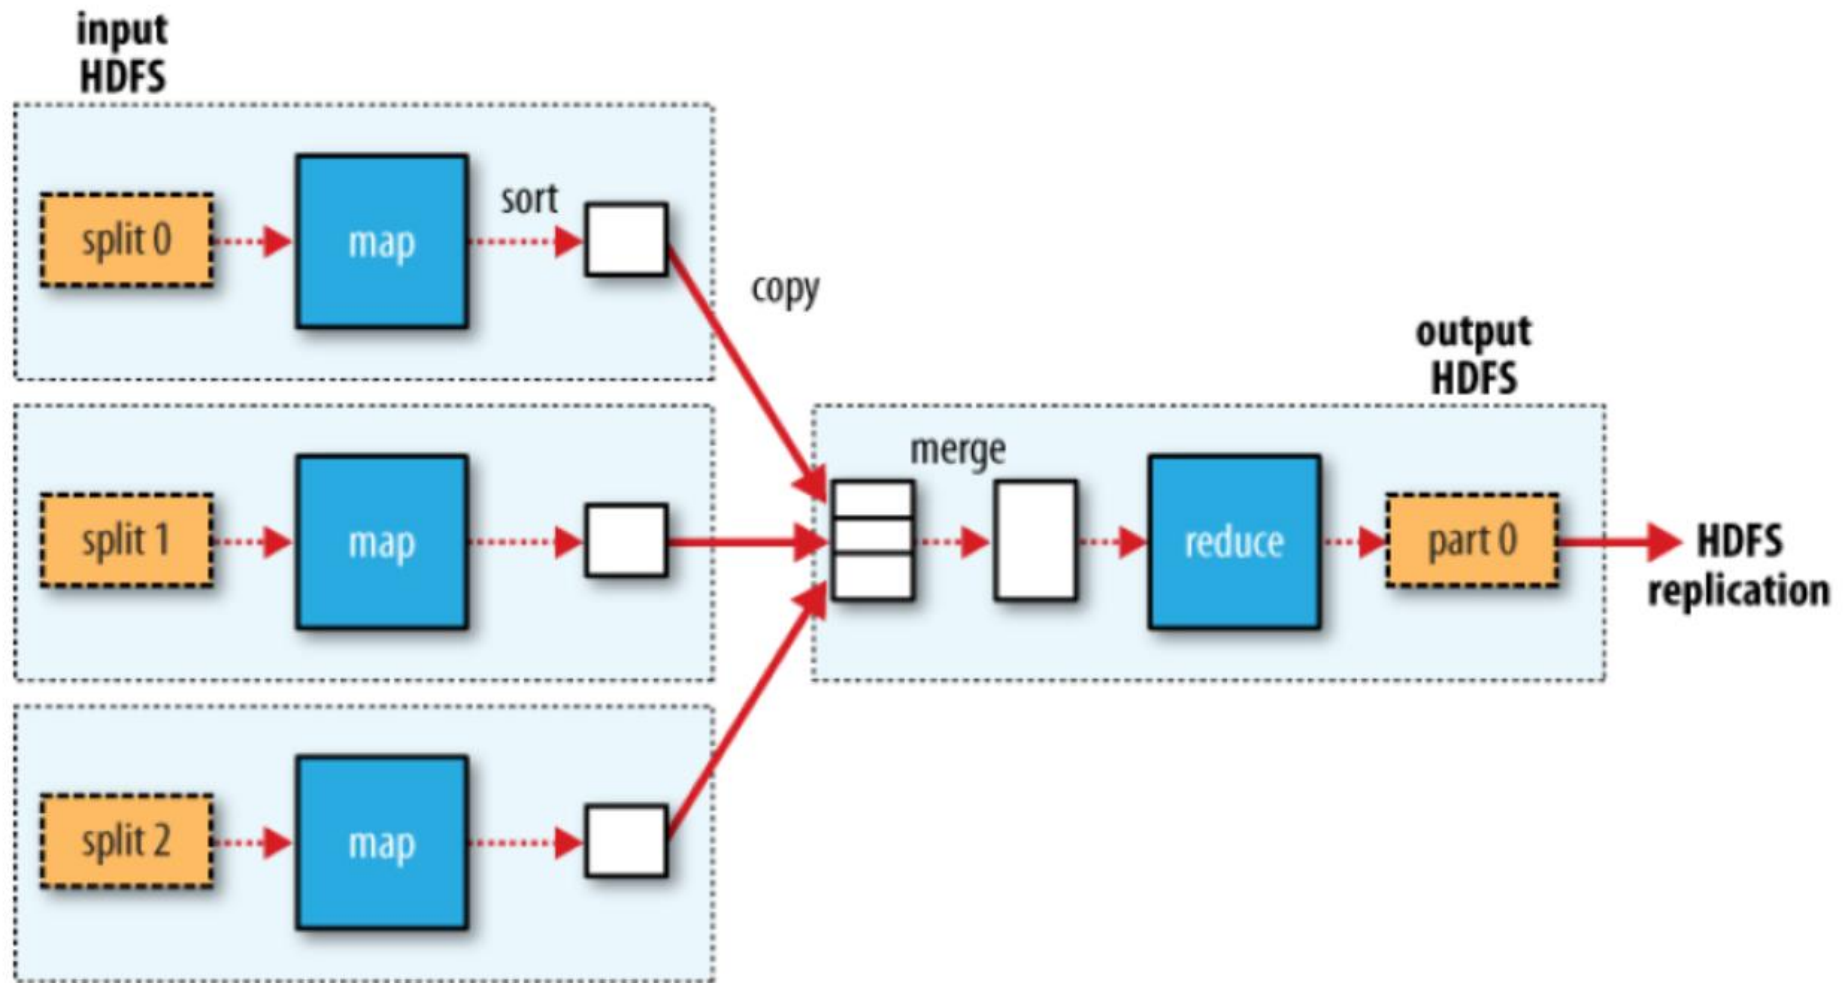 input
HDFS
split 0
map
sort
copy
split 1
map
split 2
map
merge
reduce
output
HDFS
part 0
HDFS
replication